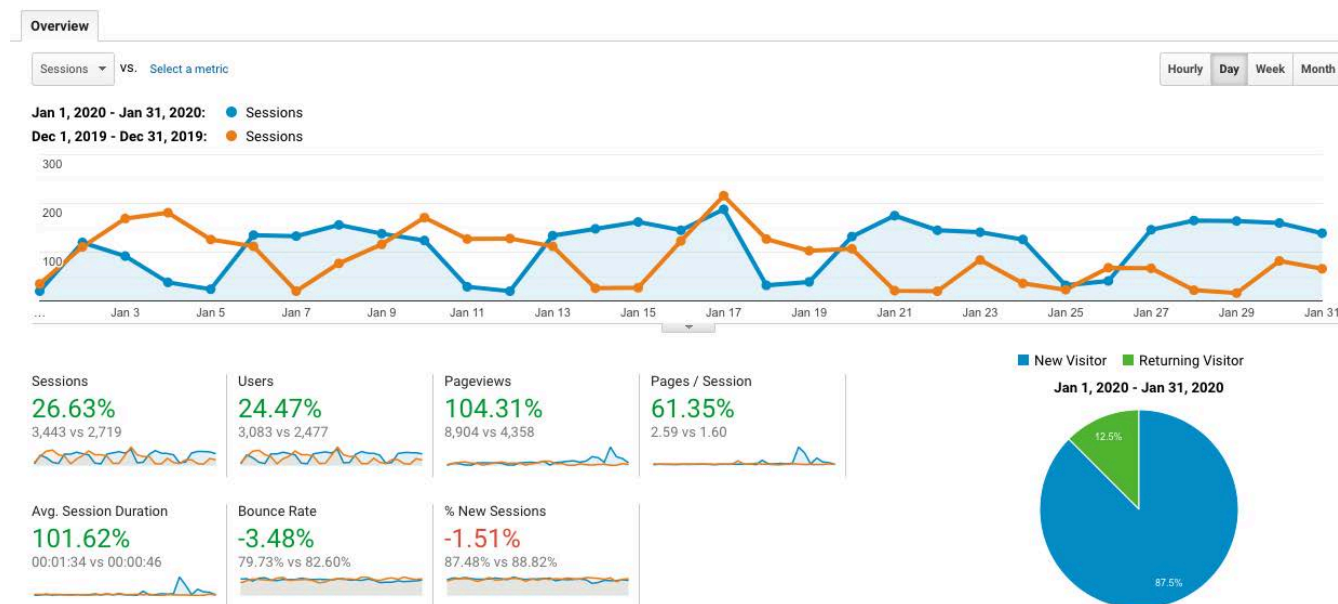 Overview
Sessions VS. Select a metric
Hourly Day Week Month
Jan 1, 2020 - Jan 31, 2020: Sessions
Dec 1, 2019 - Dec 31, 2019: Sessions
300
200
100
... Jan 3 Jan 5 Jan 7 Jan 9 Jan 11 Jan 13 Jan 15 Jan 17 Jan 19 Jan 21 Jan 23 Jan 25 Jan 27 Jan 29 Jan 31
New Visitor Returning Visitor
Jan 1, 2020 - Jan 31, 2020
Sessions Users Pageviews Pages / Session
26.63% 24.47% 104.31% 61.35%
3,443 vs 2,719 3,083 vs 2,477 8,904 vs 4,358 2.59 vs 1.60
12.5%
Avg. Session Duration Bounce Rate % New Sessions
101.62% -3.48% -1.51%
00:01:34 vs 00:00:46 79.73% vs 82.60% 87.48% vs 88.82%
87.5%